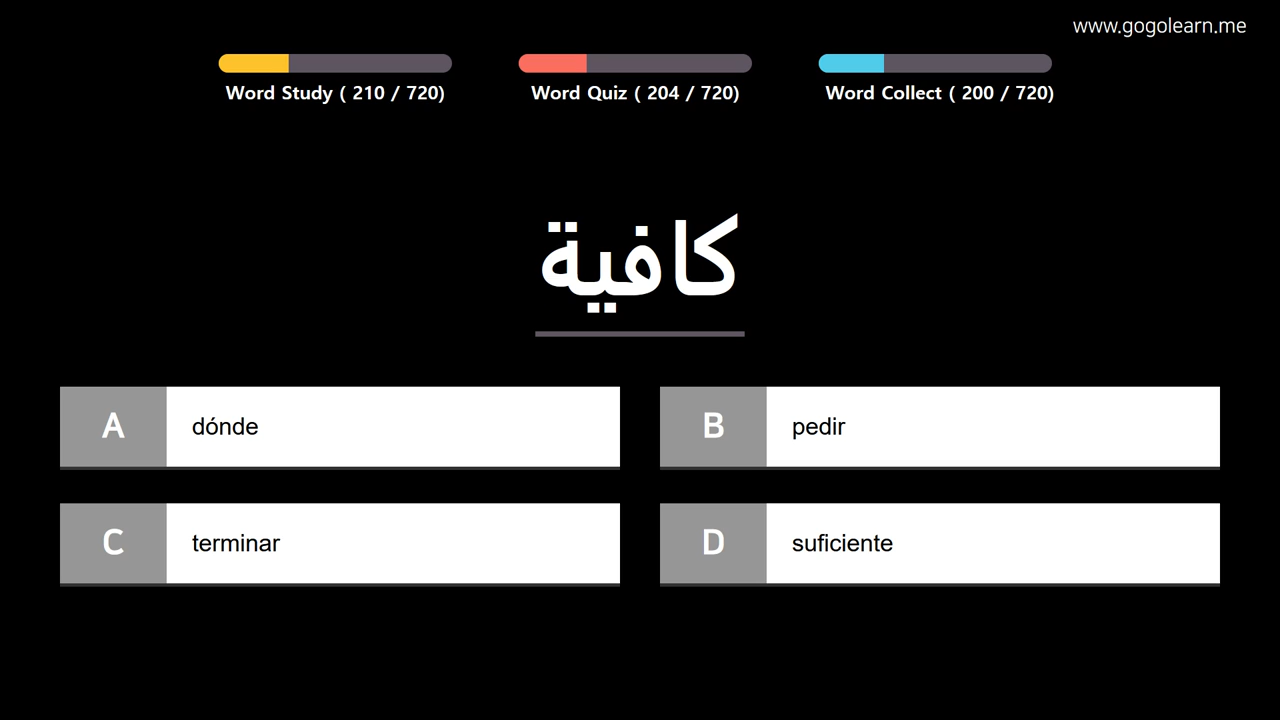 www.gogolearn.me
Word Study ( 210 / 720)
Word Quiz ( 204 / 720)
Word Collect ( 200 / 720)
كافية
A dónde
B pedir
C terminar
D suficiente